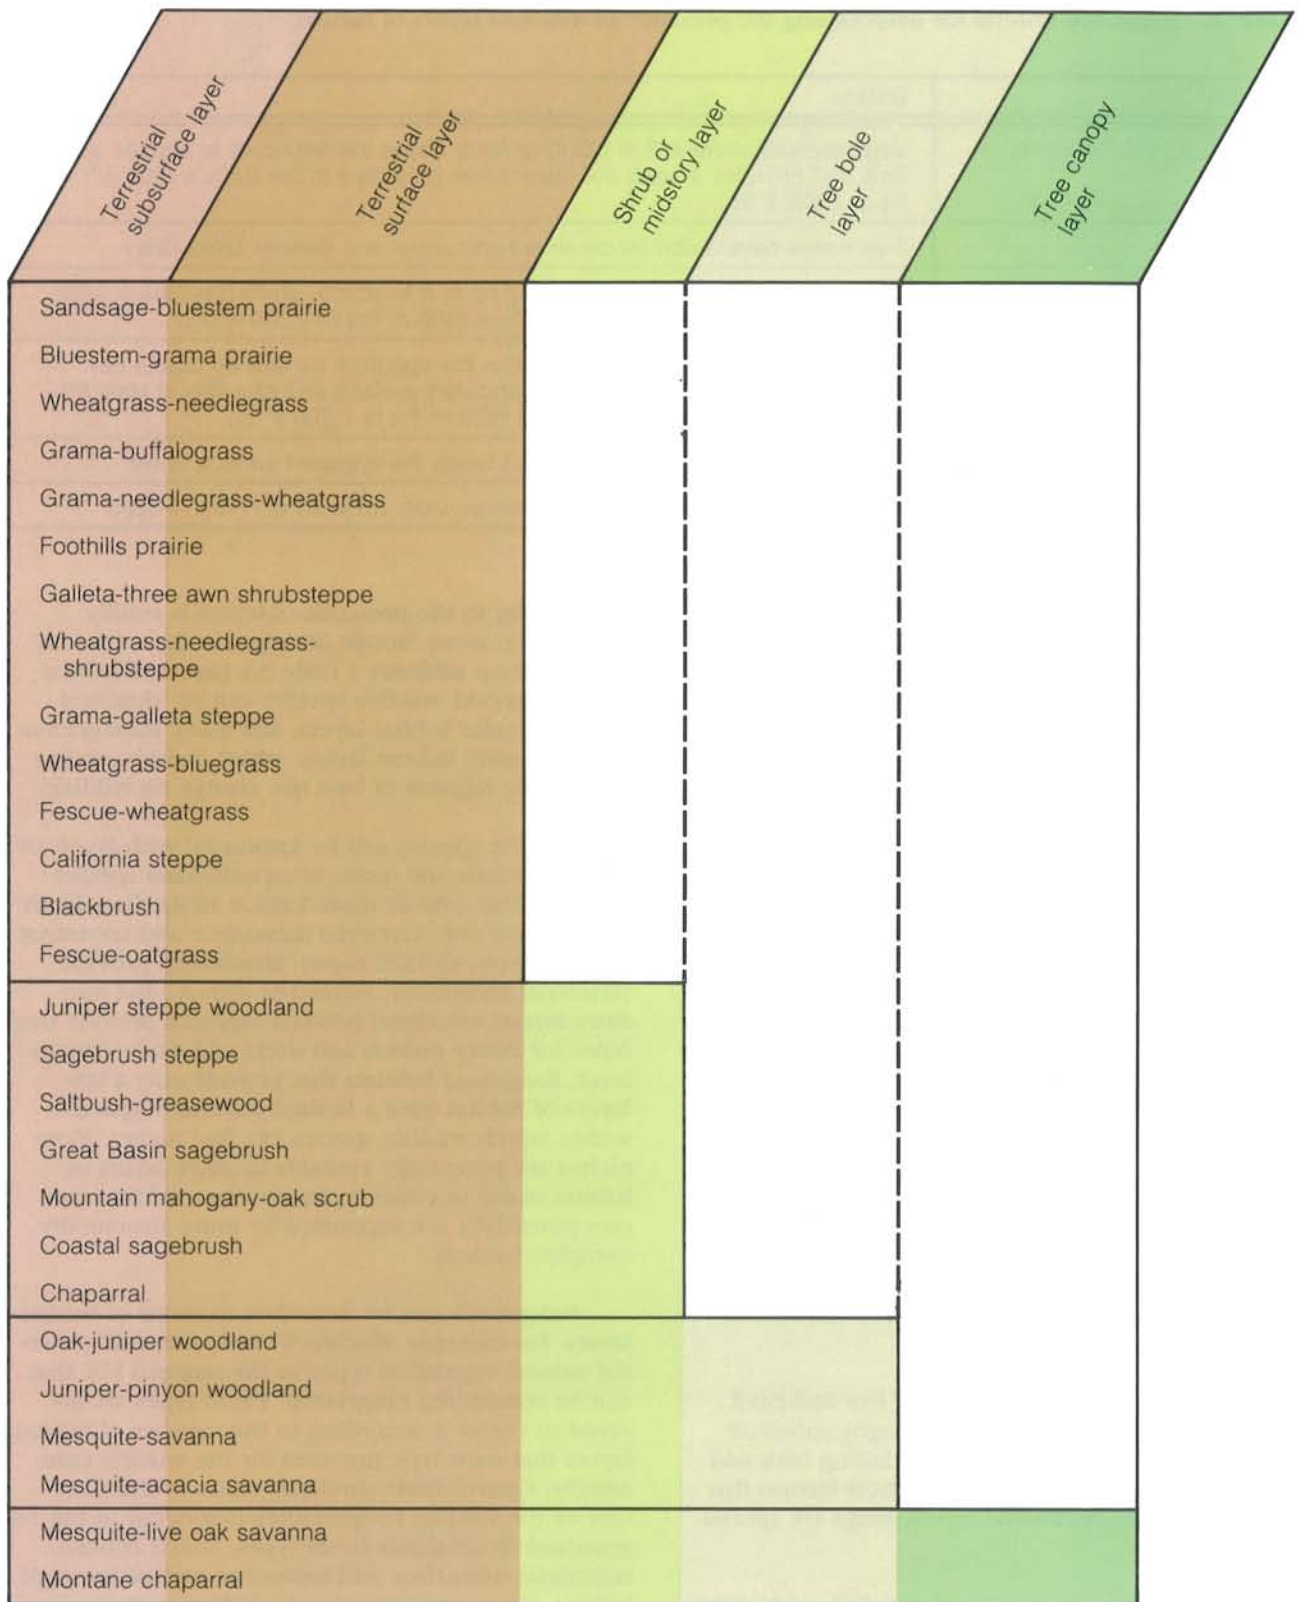 Terrestrial
subsurface layer
Terrestrial
surface layer
Shrub or
midstory layer
Tree bole
layer
Tree canopy
layer
Sandsage-bluestem prairie
Bluestem-grama prairie
Wheatgrass-needlegrass
Grama-buffalograss
Grama-needlegrass-wheatgrass
Foothills prairie
Galleta-three awn shrubsteppe
Wheatgrass-needlegrass-
shrubsteppe
Grama-galleta steppe
Wheatgrass-bluegrass
Fescue-wheatgrass
California steppe
Blackbrush
Fescue-oatgrass
Juniper steppe woodland
Sagebrush steppe
Saltbush-greasewood
Great Basin sagebrush
Mountain mahogany-oak scrub
Coastal sagebrush
Chaparral
Oak-juniper woodland
Juniper-pinyon woodland
Mesquite-savanna
Mesquite-acacia savanna
Mesquite-live oak savanna
Montane chaparral